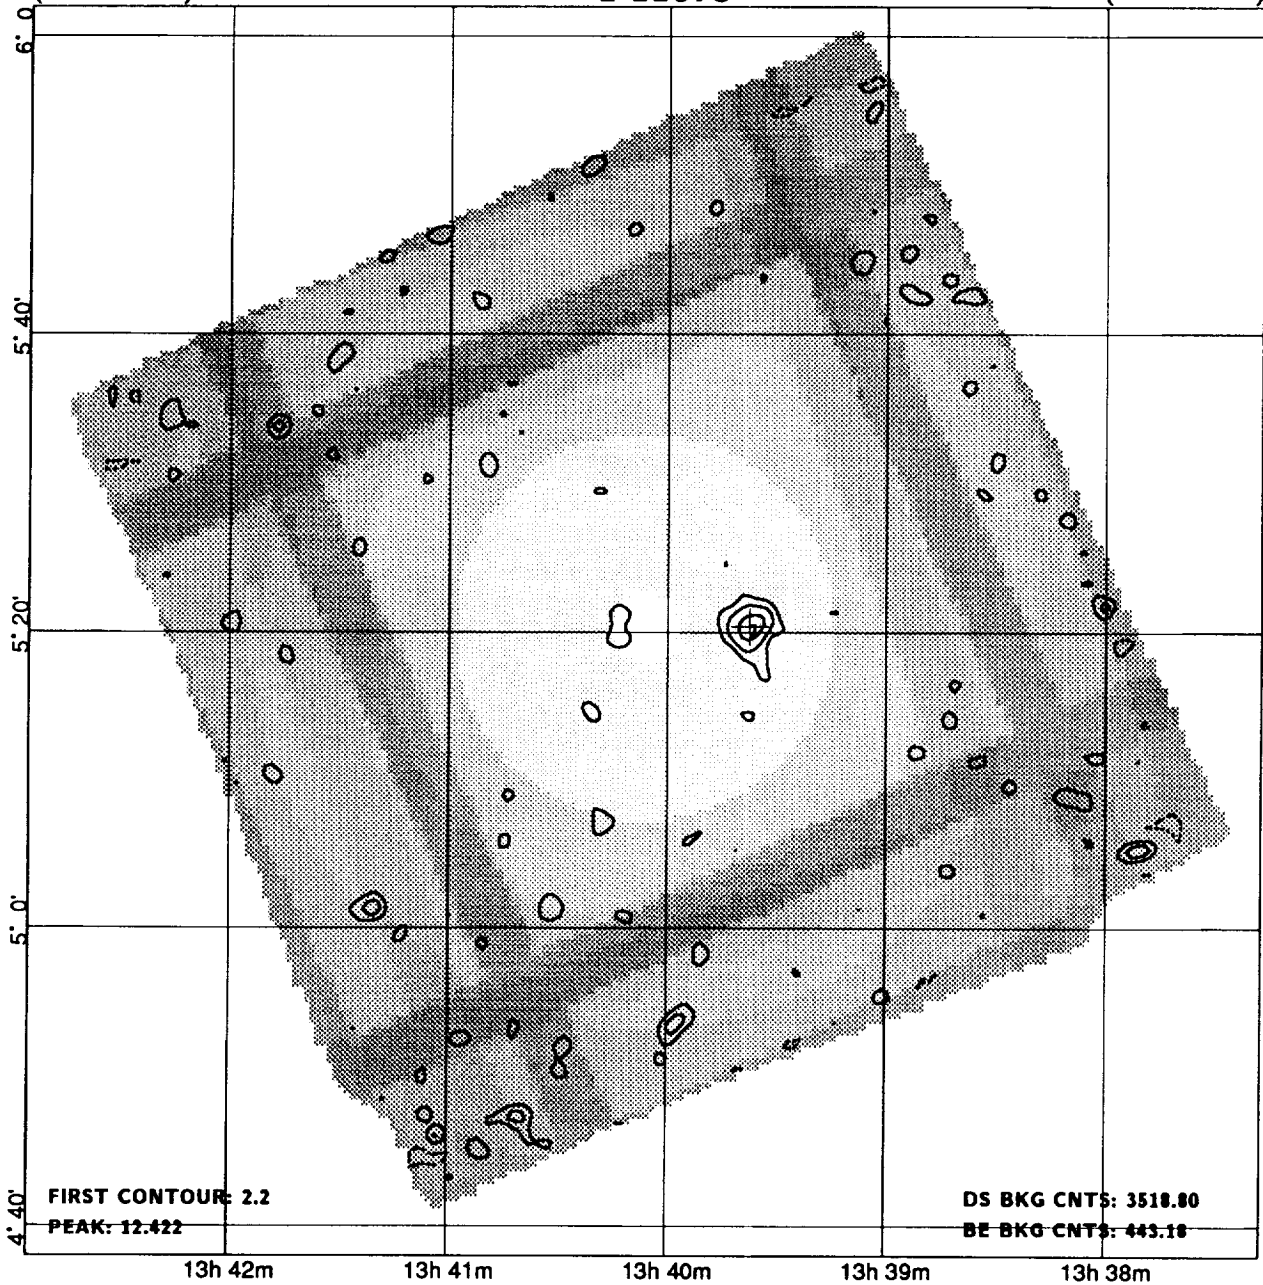 6° 0
5° 40'
5° 20'
5° 0'
4° 40'
FIRST CONTOUR: 2.2
PEAK: 12.422
DS BKG CNTS: 3518.80
BE BKG CNTS: 443.18
13h 42m
13h 41m
13h 40m
13h 39m
13h 38m